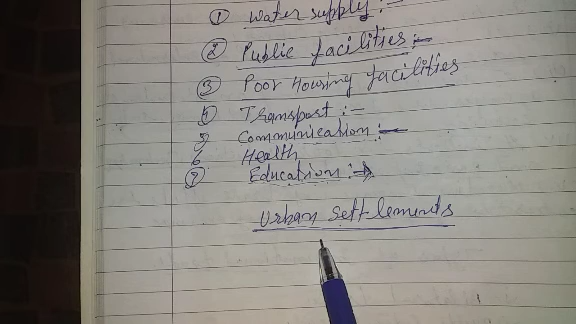 ① Water supply :-
② Public facilities :-
③ Poor Housing facilities
④ Transport :-
5 Communication :-
6 Health
⑦ Education :→
Urban Settlements